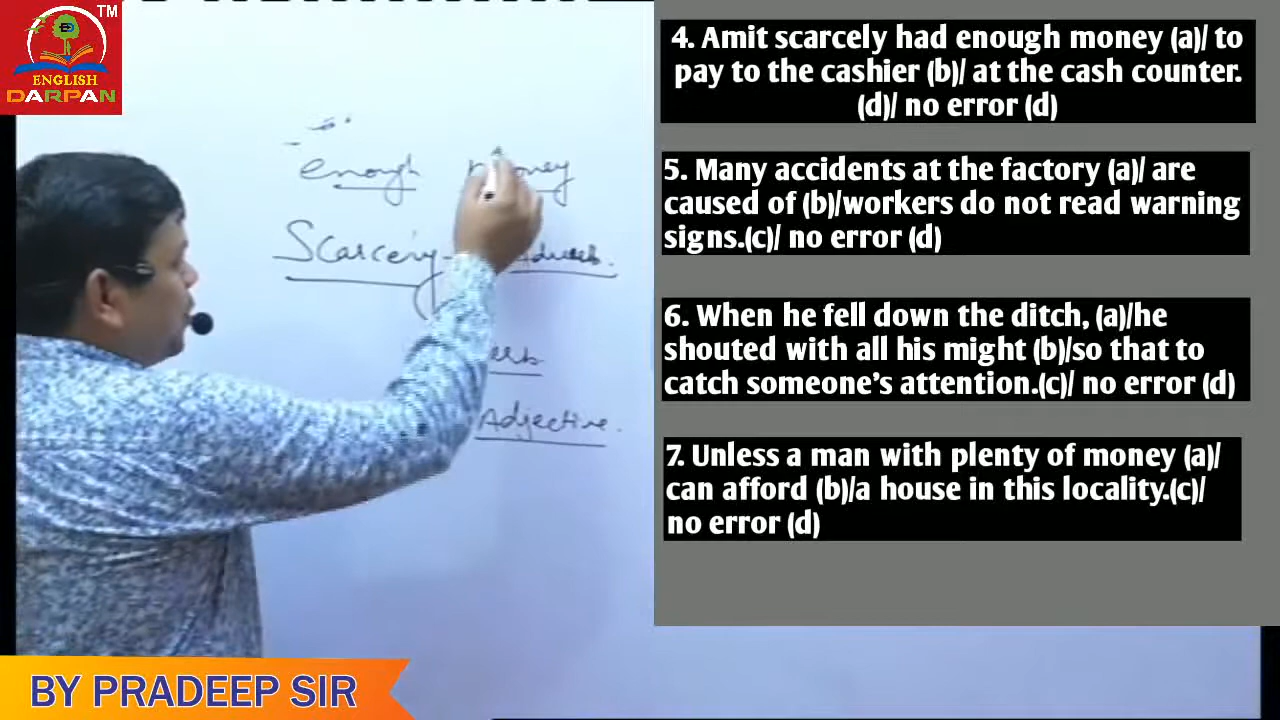 TM
ENGLISH
DARPAN
enough money
Scarcely - Adverb.
Adjective.
4. Amit scarcely had enough money (a)/ to
pay to the cashier (b)/ at the cash counter.
(d)/ no error (d)
5. Many accidents at the factory (a)/ are
caused of (b)/workers do not read warning
signs.(c)/ no error (d)
6. When he fell down the ditch, (a)/he
shouted with all his might (b)/so that to
catch someone’s attention.(c)/ no error (d)
7. Unless a man with plenty of money (a)/
can afford (b)/a house in this locality.(c)/
no error (d)
BY PRADEEP SIR